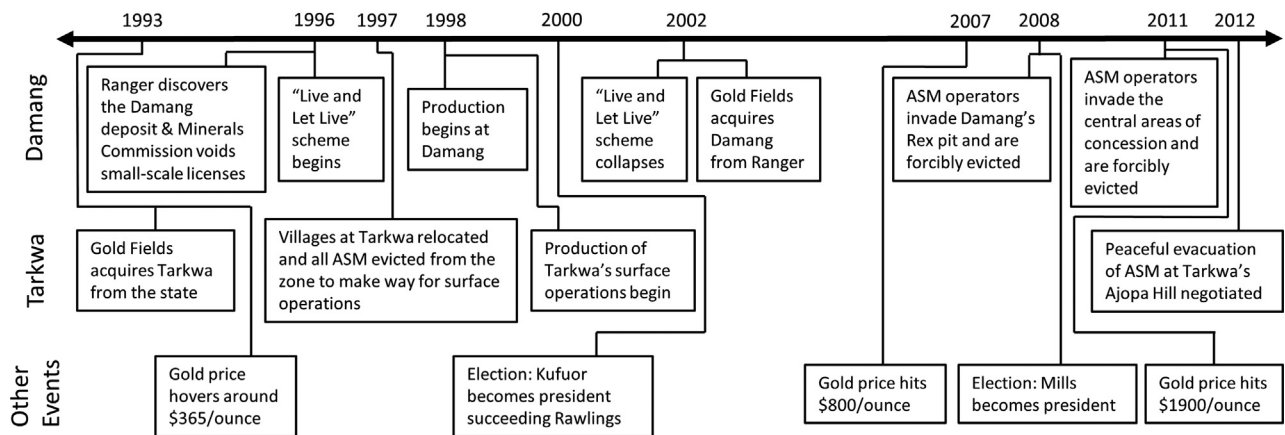 1993
1996
1997
1998
2000
2002
2007
2008
2011
2012
Damang
Ranger discovers
the Damang
deposit & Minerals
Commission voids
small-scale licenses
“Live and
Let Live”
scheme
begins
Production
begins at
Damang
“Live and
Let Live”
scheme
collapses
Gold Fields
acquires
Damang
from Ranger
ASM operators
invade Damang’s
Rex pit and are
forcibly evicted
ASM operators
invade the
central areas of
concession and
are forcibly
evicted
Tarkwa
Gold Fields
acquires Tarkwa
from the state
Villages at Tarkwa relocated
and all ASM evicted from the
zone to make way for surface
operations
Production of
Tarkwa’s surface
operations begin
Peaceful evacuation
of ASM at Tarkwa’s
Ajopa Hill negotiated
Other
Events
Gold price
hovers around
$365/ounce
Election: Kufuor
becomes president
succeeding Rawlings
Gold price hits
$800/ounce
Election: Mills
becomes president
Gold price hits
$1900/ounce